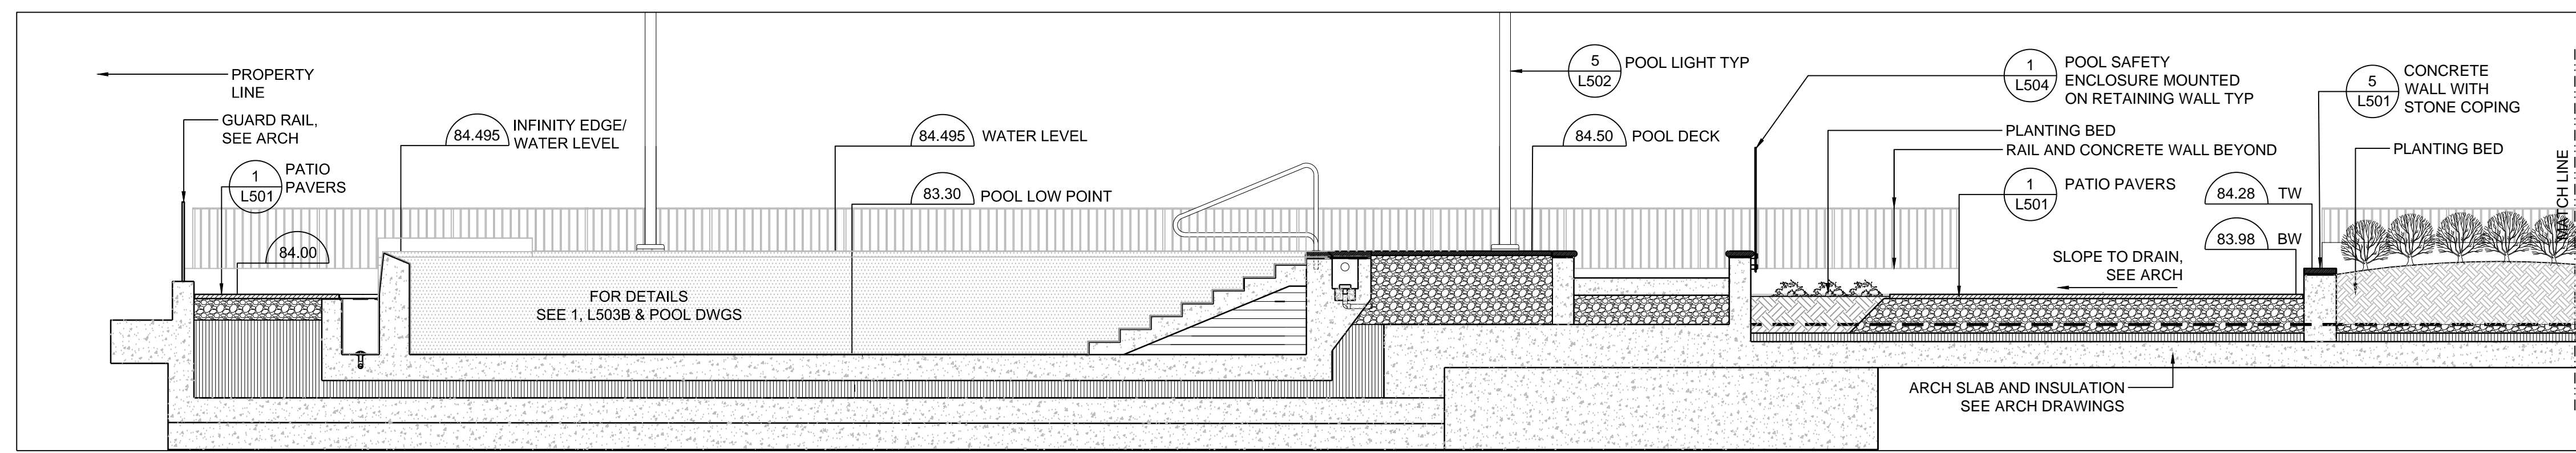 PROPERTY
LINE
GUARD RAIL,
SEE ARCH
1
L501
PATIO
PAVERS
84.00
84.495
INFINITY EDGE/
WATER LEVEL
84.495
WATER LEVEL
83.30
POOL LOW POINT
FOR DETAILS
SEE 1, L503B & POOL DWGS
5
L502
POOL LIGHT TYP
84.50
POOL DECK
1
L504
POOL SAFETY
ENCLOSURE MOUNTED
ON RETAINING WALL TYP
PLANTING BED
RAIL AND CONCRETE WALL BEYOND
1
L501
PATIO PAVERS
SLOPE TO DRAIN,
SEE ARCH
84.28
TW
83.98
BW
5
L501
CONCRETE
WALL WITH
STONE COPING
PLANTING BED
MATCH LINE
ARCH SLAB AND INSULATION
SEE ARCH DRAWINGS